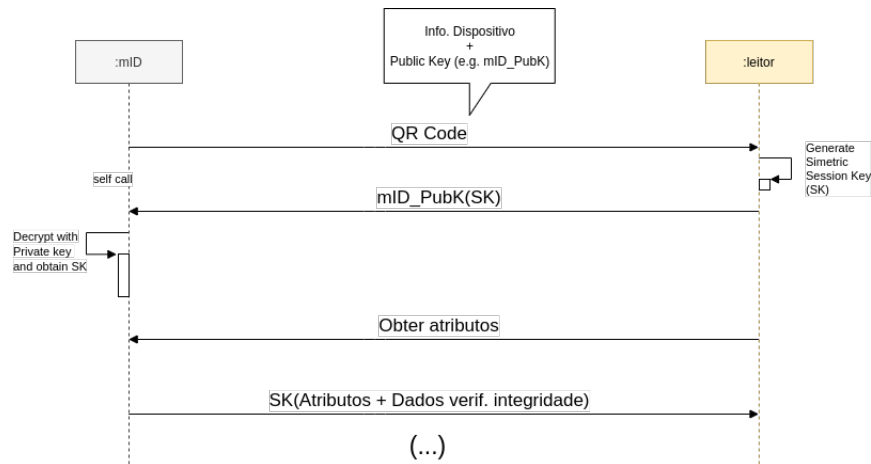 Info. Dispositivo
+
Public Key (e.g. mID_PubK)
:mID
:leitor
QR Code
Generate
Simetric
Session Key
(SK)
self call
mID_PubK(SK)
Decrypt with
Private key
and obtain SK
Obter atributos
SK(Atributos + Dados verif. integridade)
(...)